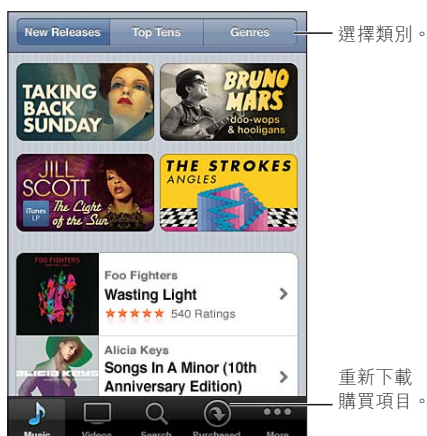 New Releases
Top Tens
Genres
選擇類別。
TAKING
BACK
SUNDAY
BRUNO
MARS
doo-wops
& hooligans
JILL
SCOTT
iTunes
LP
The Light
of the Sun
THE STROKES
ANGLES
FOO FIGHTERS
Foo Fighters
Wasting Light
540 Ratings
Alicia Keys
Songs In A Minor (10th
Anniversary Edition)
重新下載
購買項目。
Music
Videos
Search
Purchased
More